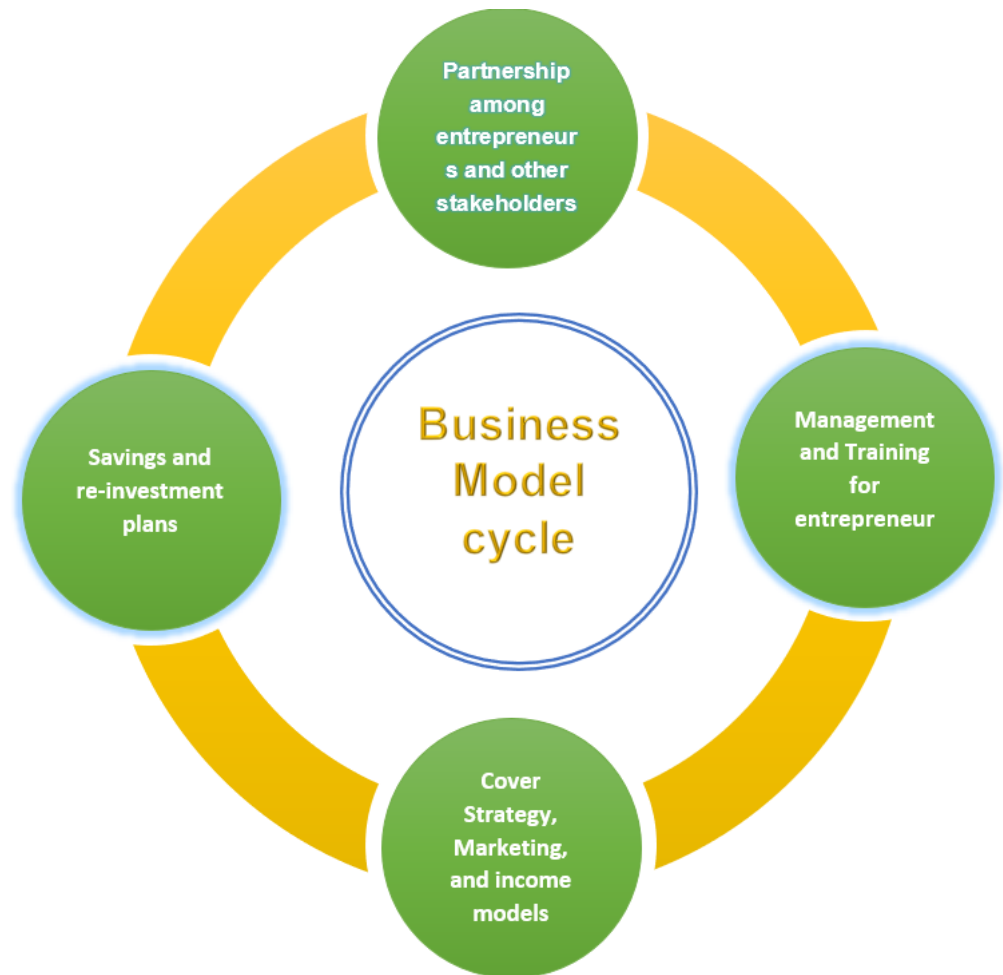 Partnership
among
entrepreneur
s and other
stakeholders
Business
Model
cycle
Savings and
re-investment
plans
Management
and Training
for
entrepreneur
Cover
Strategy,
Marketing,
and income
models